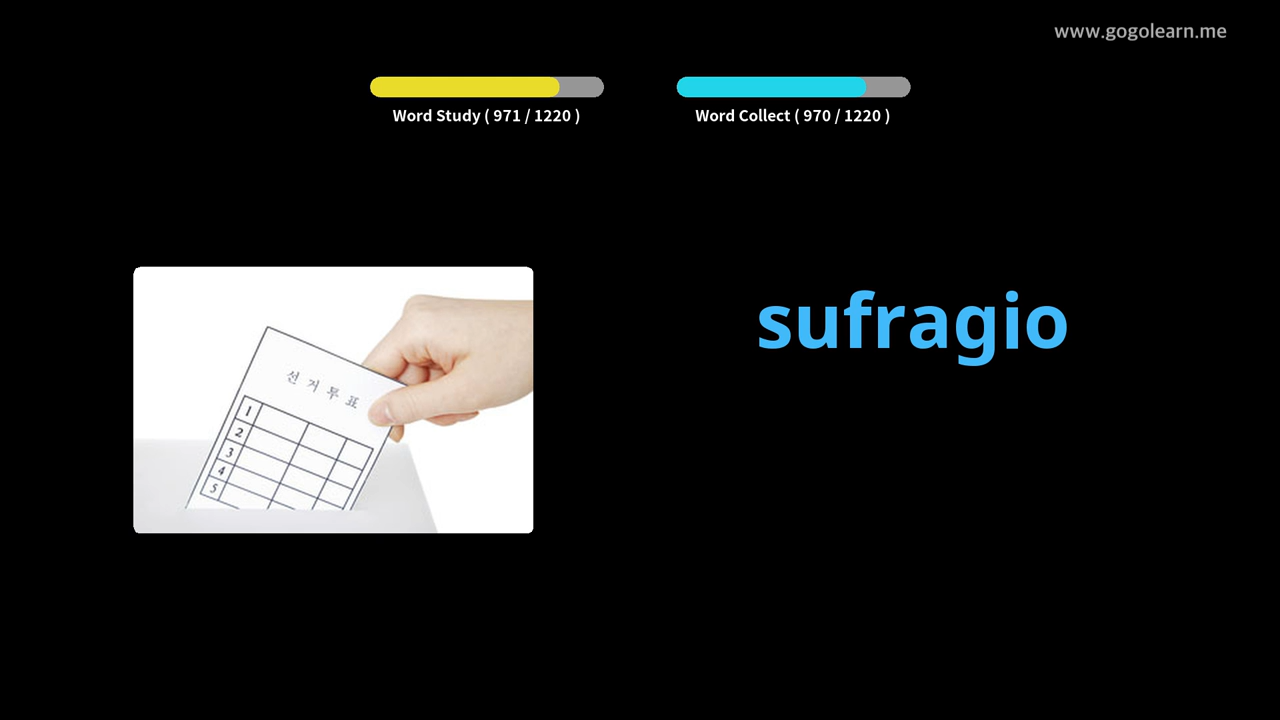 www.gogolearn.me
Word Study ( 971 / 1220 )
Word Collect ( 970 / 1220 )
sufragio
선거투표
1
2
3
4
5